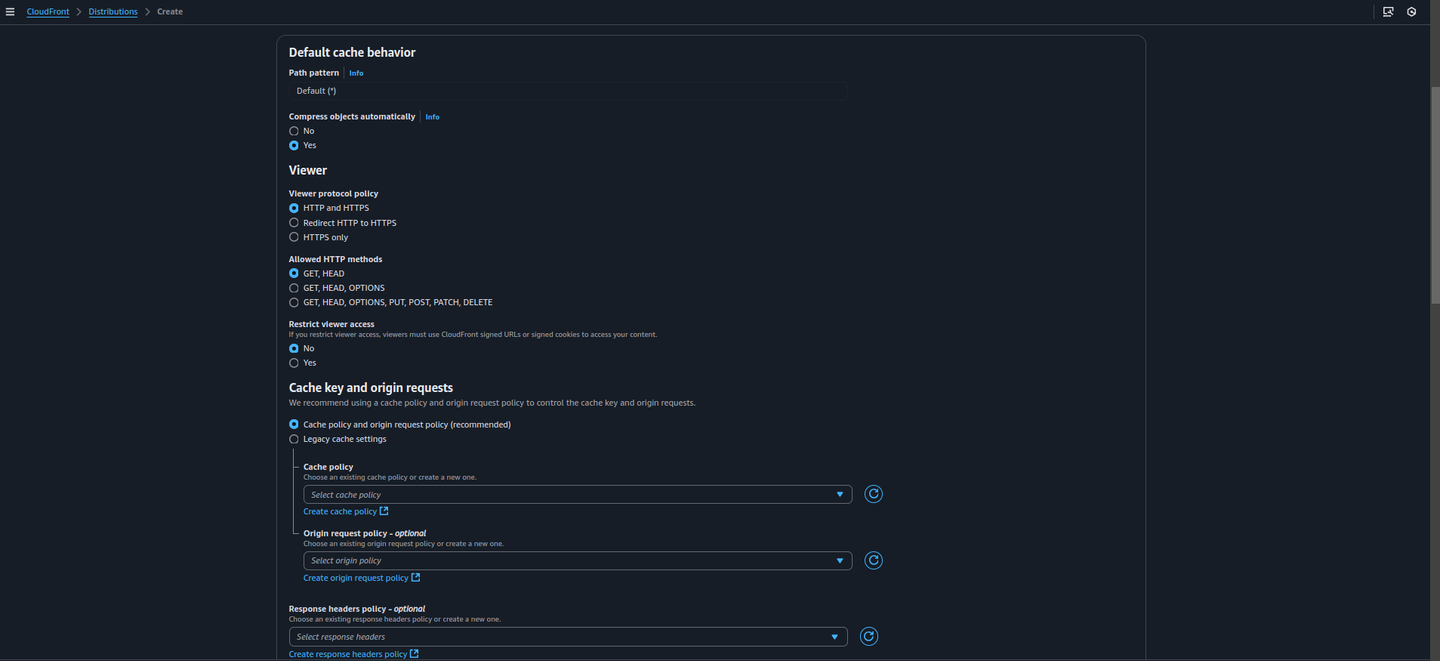 CloudFront > Distributions > Create
Default cache behavior
Path pattern | Info
Default (*)
Compress objects automatically | Info
No
Yes
Viewer
Viewer protocol policy
HTTP and HTTPS
Redirect HTTP to HTTPS
HTTPS only
Allowed HTTP methods
GET, HEAD
GET, HEAD, OPTIONS
GET, HEAD, OPTIONS, PUT, POST, PATCH, DELETE
Restrict viewer access
If you restrict viewer access, viewers must use CloudFront signed URLs or signed cookies to access your content.
No
Yes
Cache key and origin requests
We recommend using a cache policy and origin request policy to control the cache key and origin requests.
Cache policy and origin request policy (recommended)
Legacy cache settings
Cache policy
Choose an existing cache policy or create a new one.
Select cache policy
Create cache policy
Origin request policy - optional
Choose an existing origin request policy or create a new one.
Select origin policy
Create origin request policy
Response headers policy - optional
Choose an existing response headers policy or create a new one.
Select response headers
Create response headers policy